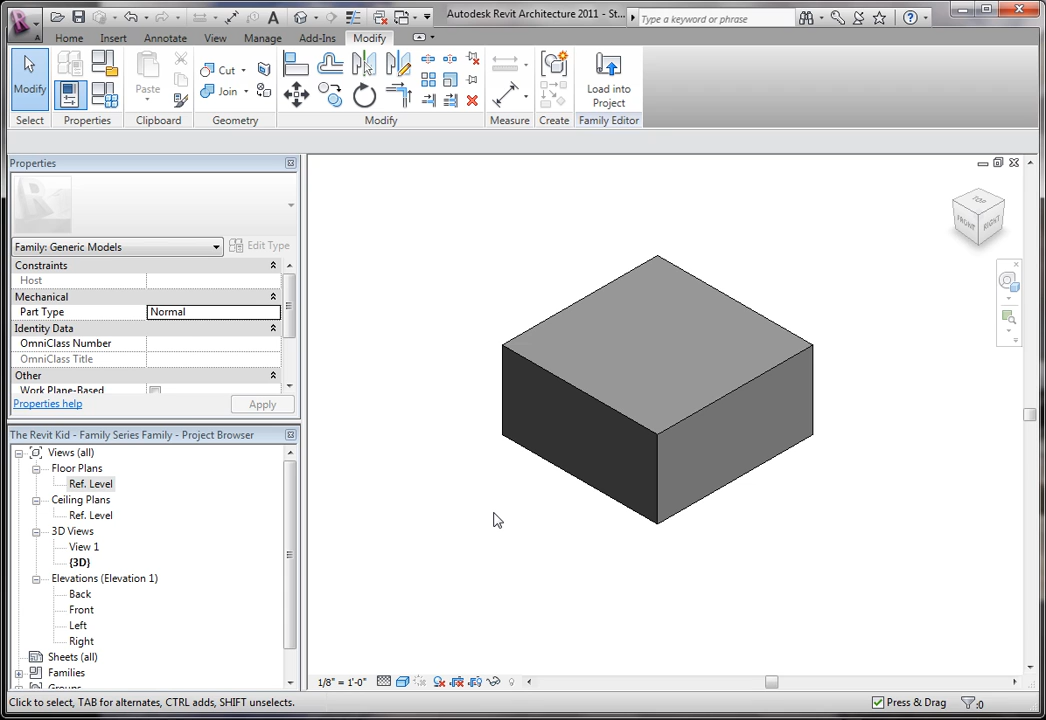 Autodesk Revit Architecture 2011 - St...
Type a keyword or phrase
Home Insert Annotate View Manage Add-Ins Modify
Modify
Paste
Cut
Join
Load into
Project
Select Properties Clipboard Geometry Modify Measure Create Family Editor
Properties
Family: Generic Models
Edit Type
Constraints
Host
Mechanical
Part Type Normal
Identity Data
OmniClass Number
OmniClass Title
Other
Work Plane-Based
Properties help
Apply
The Revit Kid - Family Series Family - Project Browser
Views (all)
Floor Plans
Ref. Level
Ceiling Plans
Ref. Level
3D Views
View 1
{3D}
Elevations (Elevation 1)
Back
Front
Left
Right
Sheets (all)
Families
Groups
TOP
FRONT
RIGHT
1/8" = 1'-0"
Click to select, TAB for alternates, CTRL adds, SHIFT unselects.
Press & Drag
:0